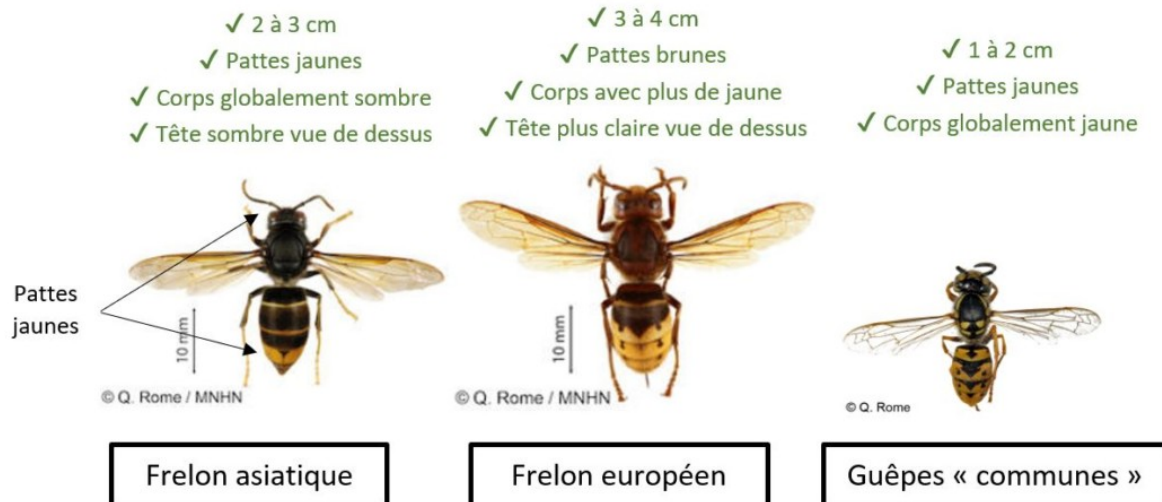 ✓ 2 à 3 cm
✓ Pattes jaunes
✓ Corps globalement sombre
✓ Tête sombre vue de dessus
✓ 3 à 4 cm
✓ Pattes brunes
✓ Corps avec plus de jaune
✓ Tête plus claire vue de dessus
✓ 1 à 2 cm
✓ Pattes jaunes
✓ Corps globalement jaune
Pattes
jaunes
10 mm
© Q. Rome / MNHN
10 mm
© Q. Rome / MNHN
© Q. Rome
Frelon asiatique
Frelon européen
Guêpes « communes »